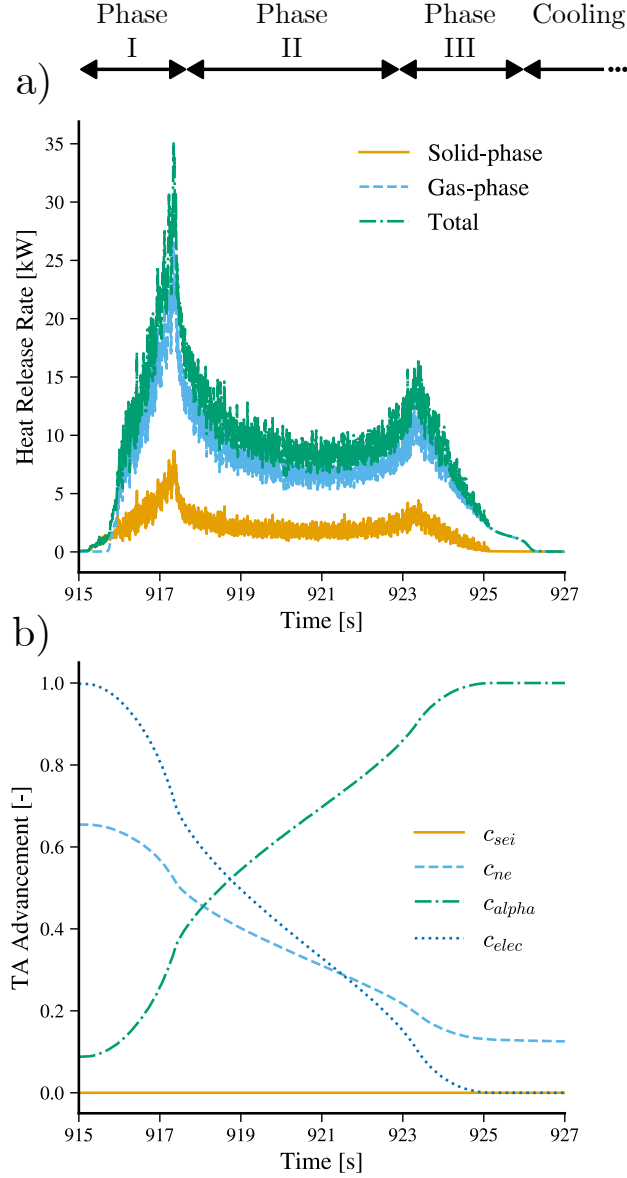 Phase Phase Phase Cooling
I II III
a)
Heat Release Rate [kW]
35
30
25
20
15
10
5
0
Solid-phase
Gas-phase
Total
915 917 919 921 923 925 927
Time [s]
b)
TA Advancement [-]
1.0
0.8
0.6
0.4
0.2
0.0
c_sei
c_ne
c_alpha
c_elec
915 917 919 921 923 925 927
Time [s]